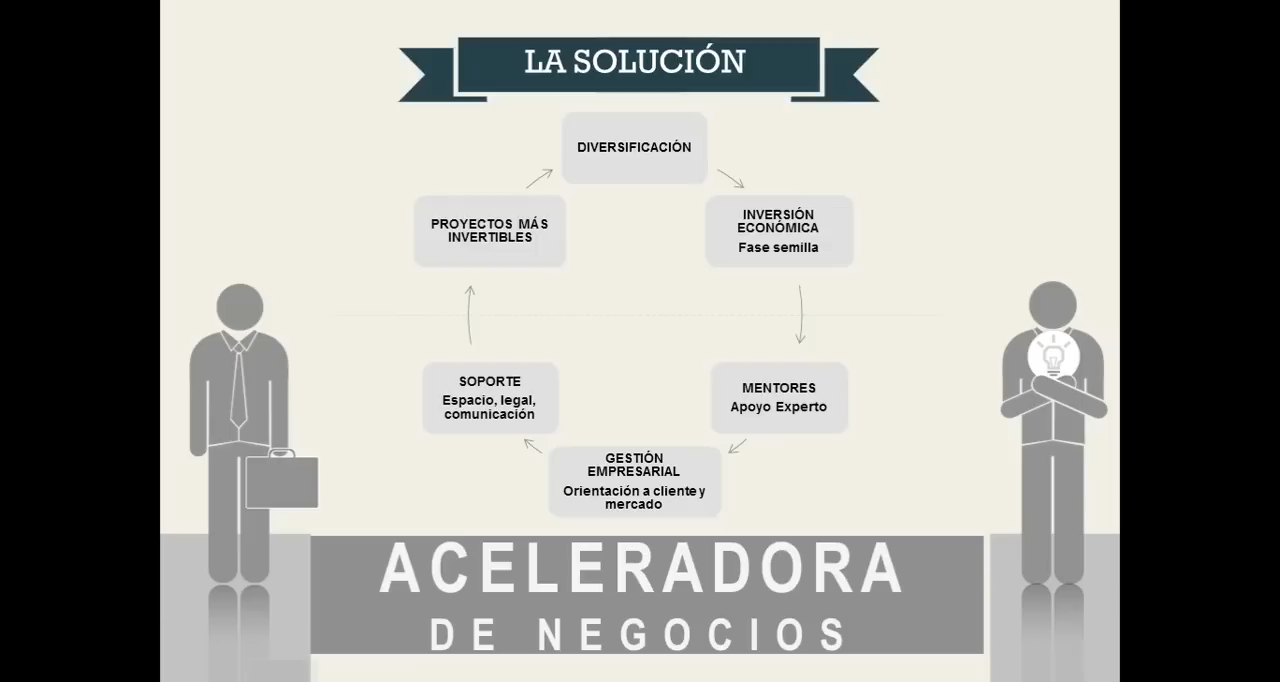 LA SOLUCIÓN
DIVERSIFICACIÓN
INVERSIÓN
ECONÓMICA
Fase semilla
MENTORES
Apoyo Experto
GESTIÓN
EMPRESARIAL
Orientación a cliente y
mercado
SOPORTE
Espacio, legal,
comunicación
PROYECTOS MÁS
INVERTIBLES
ACELERADORA
DE NEGOCIOS